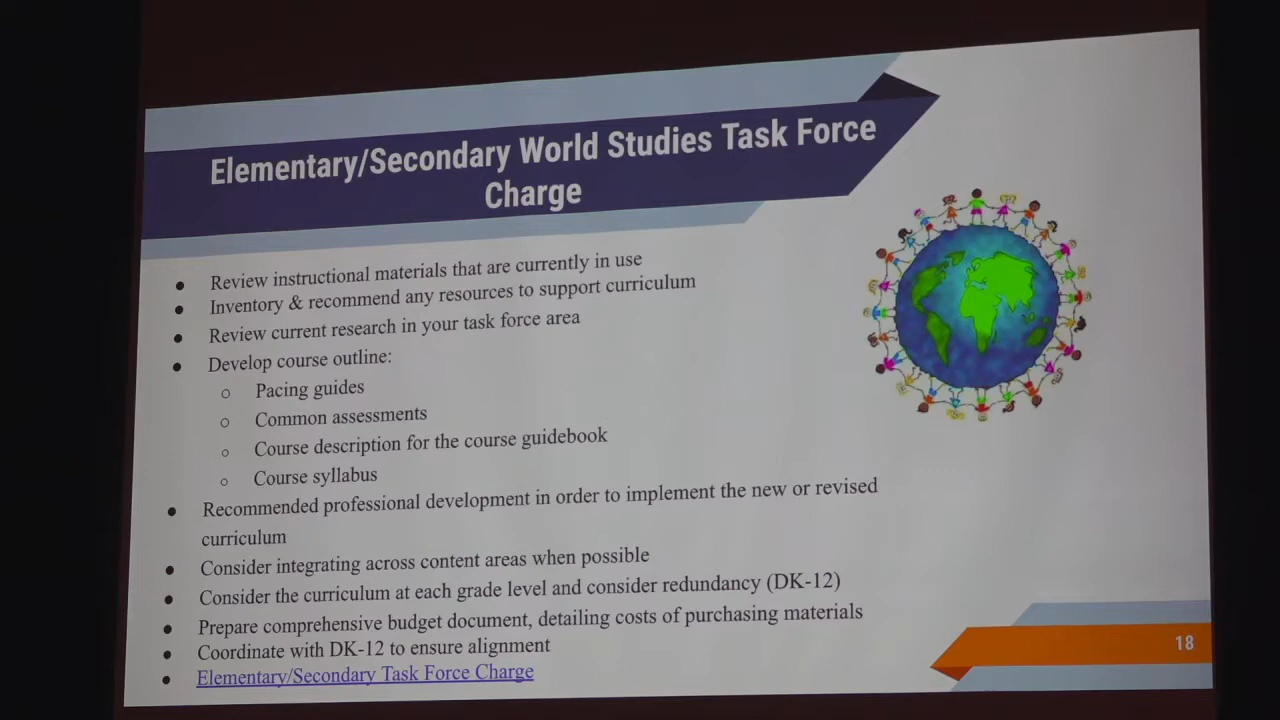 Elementary/Secondary World Studies Task Force
Charge
● Review instructional materials that are currently in use
● Inventory & recommend any resources to support curriculum
● Review current research in your task force area
● Develop course outline:
○ Pacing guides
○ Common assessments
○ Course description for the course guidebook
○ Course syllabus
● Recommended professional development in order to implement the new or revised
curriculum
● Consider integrating across content areas when possible
● Consider the curriculum at each grade level and consider redundancy (DK-12)
● Prepare comprehensive budget document, detailing costs of purchasing materials
● Coordinate with DK-12 to ensure alignment
● Elementary/Secondary Task Force Charge
18